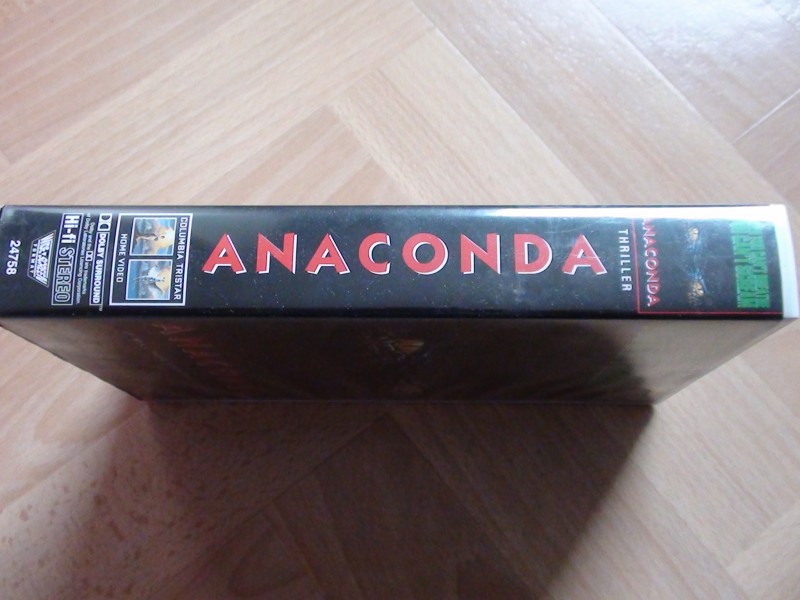 ANACONDA
THRILLER
ANACONDA
COLUMBIA TRISTAR
HOME VIDEO
DOLBY SURROUND
Hi-Fi STEREO
24758